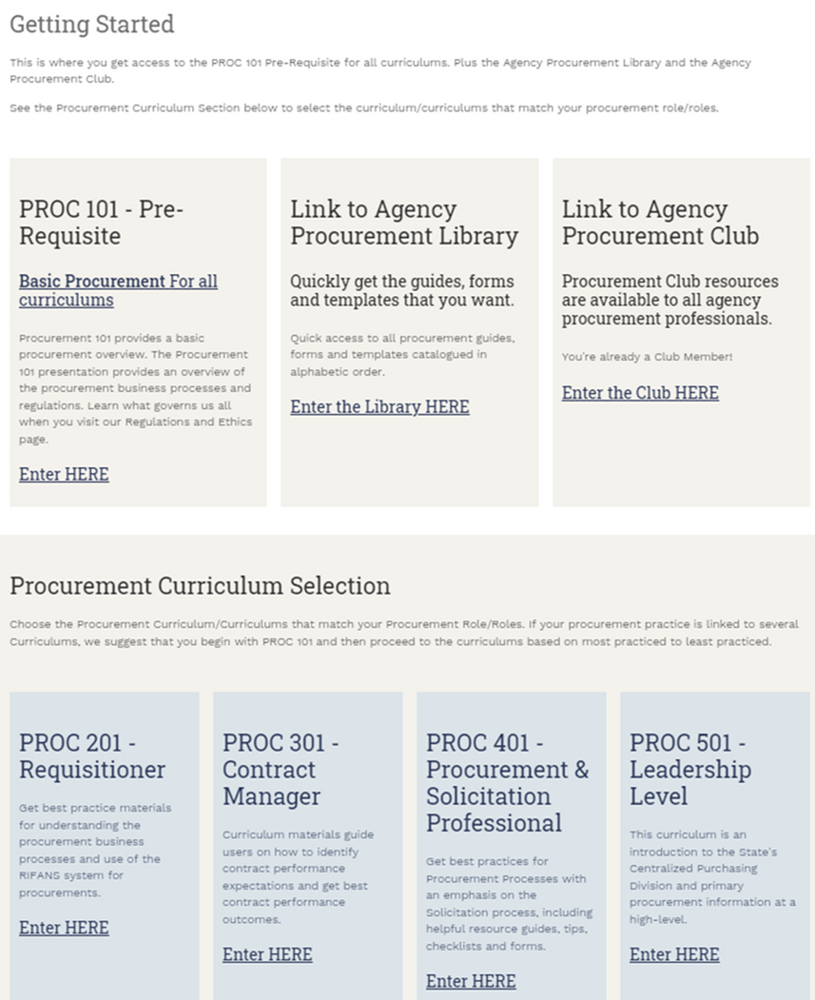 Getting Started
This is where you get access to the PROC 101 Pre-Requisite for all curriculums. Plus the Agency Procurement Library and the Agency
Procurement Club.
See the Procurement Curriculum Section below to select the curriculum/curriculums that match your procurement role/roles.
PROC 101 - Pre-
Requisite
Basic Procurement For all
curriculums
Procurement 101 provides a basic
procurement overview. The Procurement
101 presentation provides an overview of
the procurement business processes and
regulations. Learn what governs us all
when you visit our Regulations and Ethics
page.
Enter HERE
Link to Agency
Procurement Library
Quickly get the guides, forms
and templates that you want.
Quick access to all procurement guides,
forms and templates catalogued in
alphabetic order.
Enter the Library HERE
Link to Agency
Procurement Club
Procurement Club resources
are available to all agency
procurement professionals.
You're already a Club Member!
Enter the Club HERE
Procurement Curriculum Selection
Choose the Procurement Curriculum/Curriculums that match your Procurement Role/Roles. If your procurement practice is linked to several
Curriculums, we suggest that you begin with PROC 101 and then proceed to the curriculums based on most practiced to least practiced.
PROC 201 -
Requisitioner
Get best practice materials
for understanding the
procurement business
processes and use of the
RIFANS system for
procurements.
Enter HERE
PROC 301 -
Contract
Manager
Curriculum materials guide
users on how to identify
contract performance
expectations and get best
contract performance
outcomes.
Enter HERE
PROC 401 -
Procurement &
Solicitation
Professional
Get best practices for
Procurement Processes with
an emphasis on the
Solicitation process, including
helpful resource guides, tips,
checklists and forms.
Enter HERE
PROC 501 -
Leadership
Level
This curriculum is an
introduction to the State's
Centralized Purchasing
Division and primary
procurement information at a
high-level.
Enter HERE